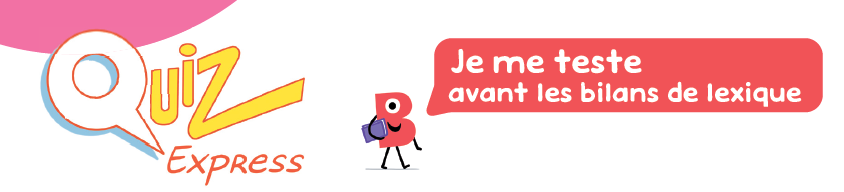 Quiz
Express
Je me teste
avant les bilans de lexique